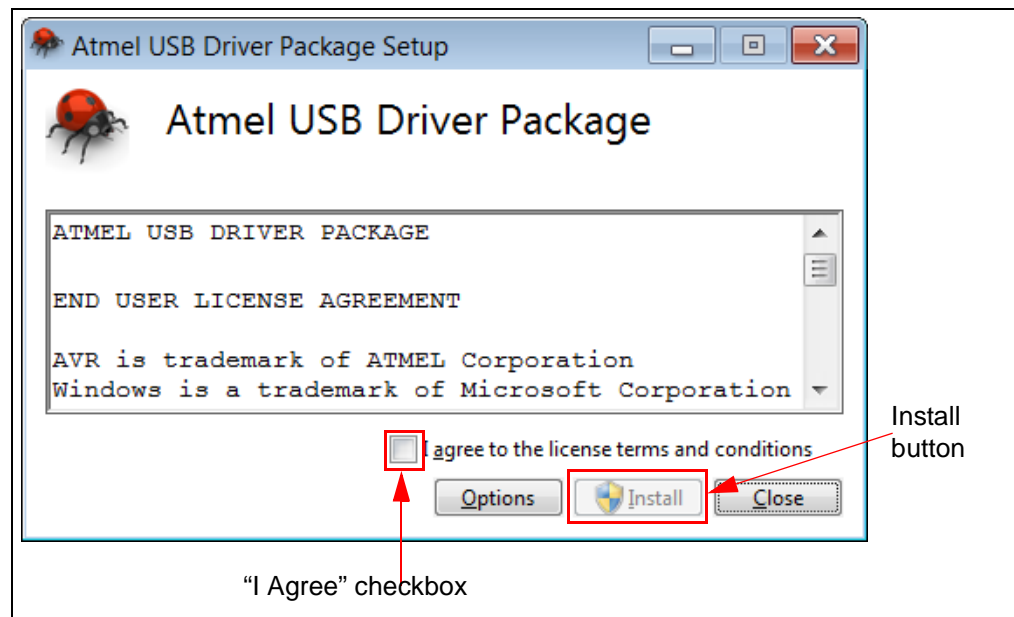 Atmel USB Driver Package Setup
Atmel USB Driver Package
ATMEL USB DRIVER PACKAGE
END USER LICENSE AGREEMENT
AVR is trademark of ATMEL Corporation
Windows is a trademark of Microsoft Corporation
I agree to the license terms and conditions
Options
Install
Close
Install
button
“I Agree” checkbox